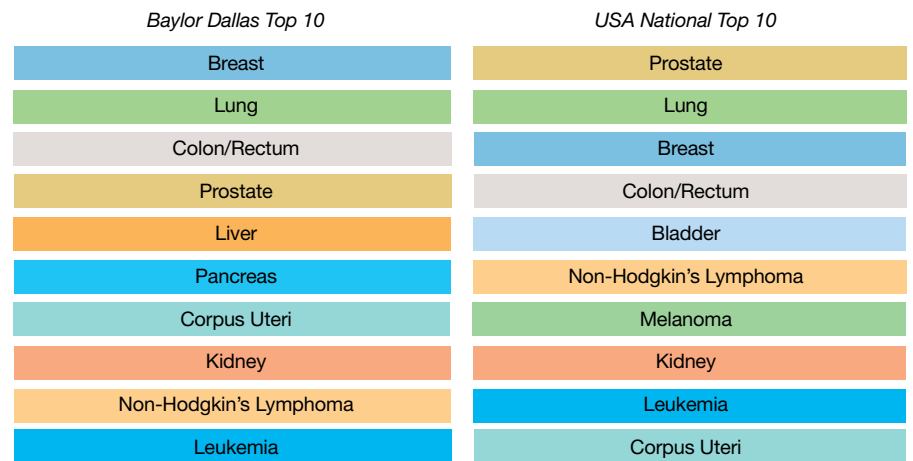 Baylor Dallas Top 10
Breast
Lung
Colon/Rectum
Prostate
Liver
Pancreas
Corpus Uteri
Kidney
Non-Hodgkin’s Lymphoma
Leukemia
USA National Top 10
Prostate
Lung
Breast
Colon/Rectum
Bladder
Non-Hodgkin’s Lymphoma
Melanoma
Kidney
Leukemia
Corpus Uteri